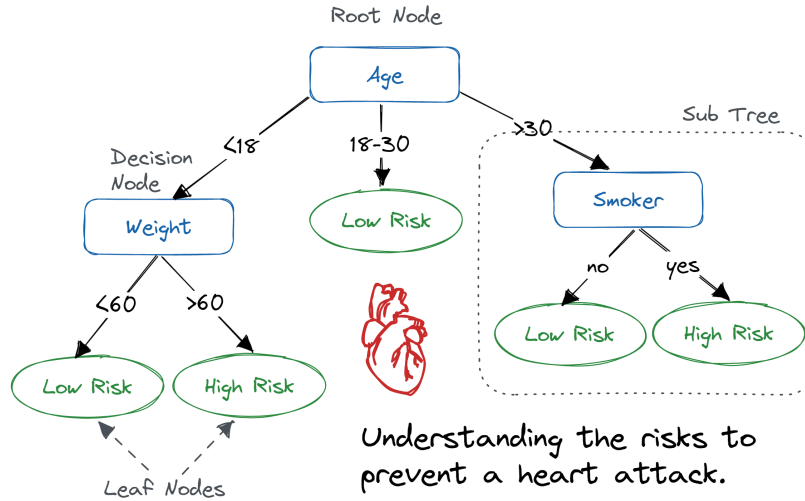 Root Node
Age
Sub Tree
<18
18-30
>30
Decision
Node
Weight
Low Risk
Smoker
<60
>60
no
yes
Low Risk
High Risk
Low Risk
High Risk
Understanding the risks to
prevent a heart attack.
Leaf Nodes